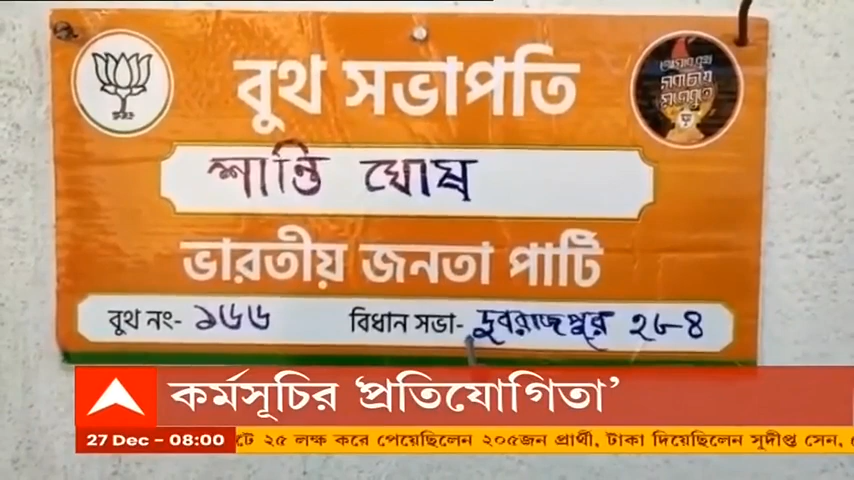 বুথ সভাপতি
শান্তি ঘোষ
ভারতীয় জনতা পার্টি
বুথ নং- ১৬৬ বিধান সভা- দুবরাজপুর ২৮৪
কর্মসূচির ‘প্রতিযোগিতা’
27 Dec - 08:00 টে ২৫ লক্ষ করে পেয়েছিলেন ২০৫জন প্রার্থী, টাকা দিয়েছিলেন সুদীপ্ত সেন,